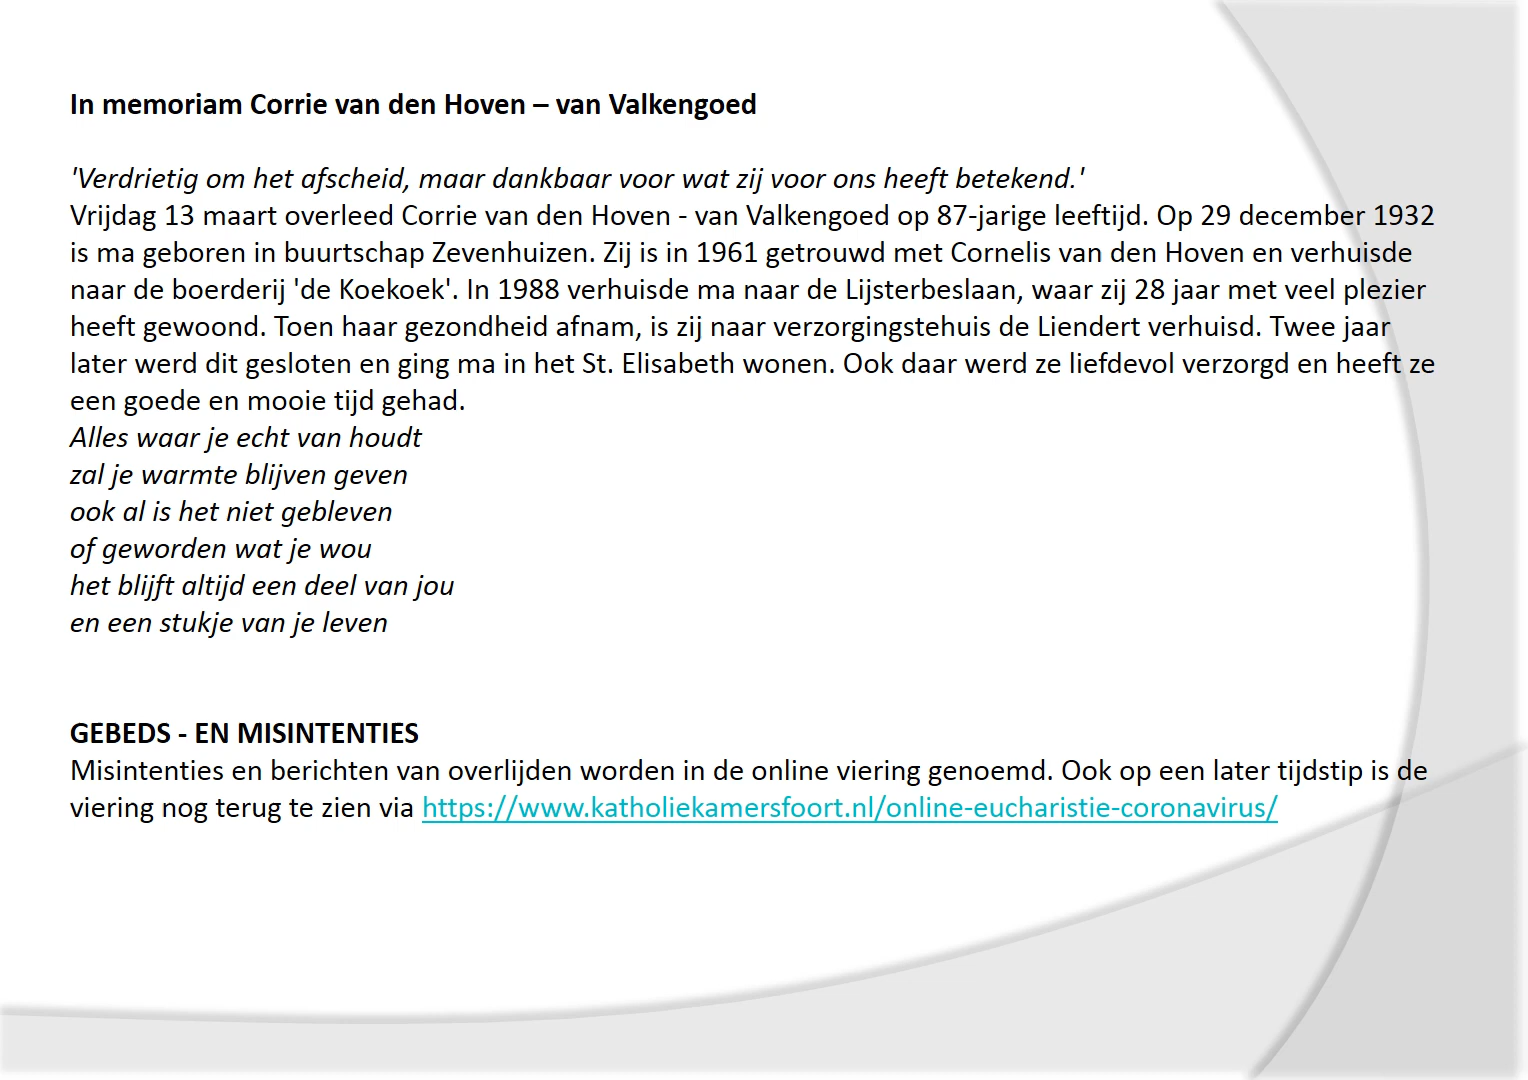 In memoriam Corrie van den Hoven – van Valkengoed
'Verdrietig om het afscheid, maar dankbaar voor wat zij voor ons heeft betekend.'
Vrijdag 13 maart overleed Corrie van den Hoven - van Valkengoed op 87-jarige leeftijd. Op 29 december 1932
is ma geboren in buurtschap Zevenhuizen. Zij is in 1961 getrouwd met Cornelis van den Hoven en verhuisde
naar de boerderij 'de Koekoek'. In 1988 verhuisde ma naar de Lijsterbeslaan, waar zij 28 jaar met veel plezier
heeft gewoond. Toen haar gezondheid afnam, is zij naar verzorgingstehuis de Liendert verhuisd. Twee jaar
later werd dit gesloten en ging ma in het St. Elisabeth wonen. Ook daar werd ze liefdevol verzorgd en heeft ze
een goede en mooie tijd gehad.
Alles waar je echt van houdt
zal je warmte blijven geven
ook al is het niet gebleven
of geworden wat je wou
het blijft altijd een deel van jou
en een stukje van je leven
GEBEDS - EN MISINTENTIES
Misintenties en berichten van overlijden worden in de online viering genoemd. Ook op een later tijdstip is de
viering nog terug te zien via https://www.katholiekamersfoort.nl/online-eucharistie-coronavirus/